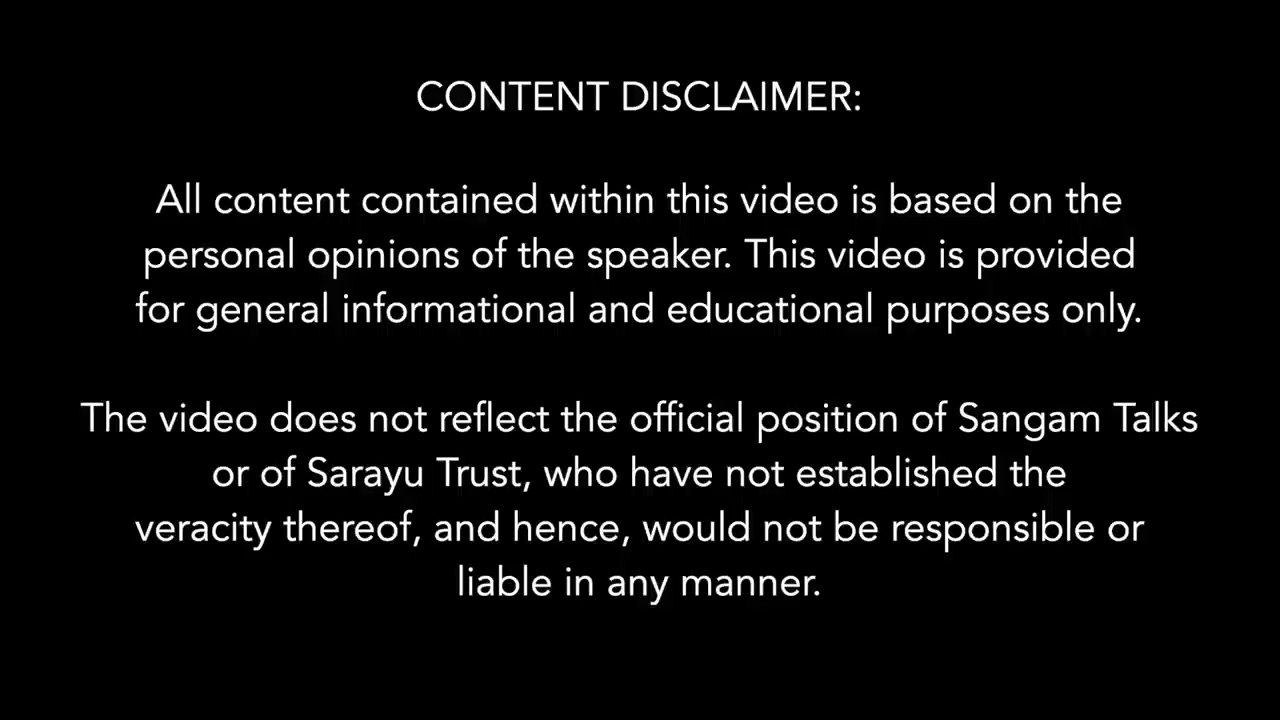 CONTENT DISCLAIMER:
All content contained within this video is based on the
personal opinions of the speaker. This video is provided
for general informational and educational purposes only.
The video does not reflect the official position of Sangam Talks
or of Sarayu Trust, who have not established the
veracity thereof, and hence, would not be responsible or
liable in any manner.